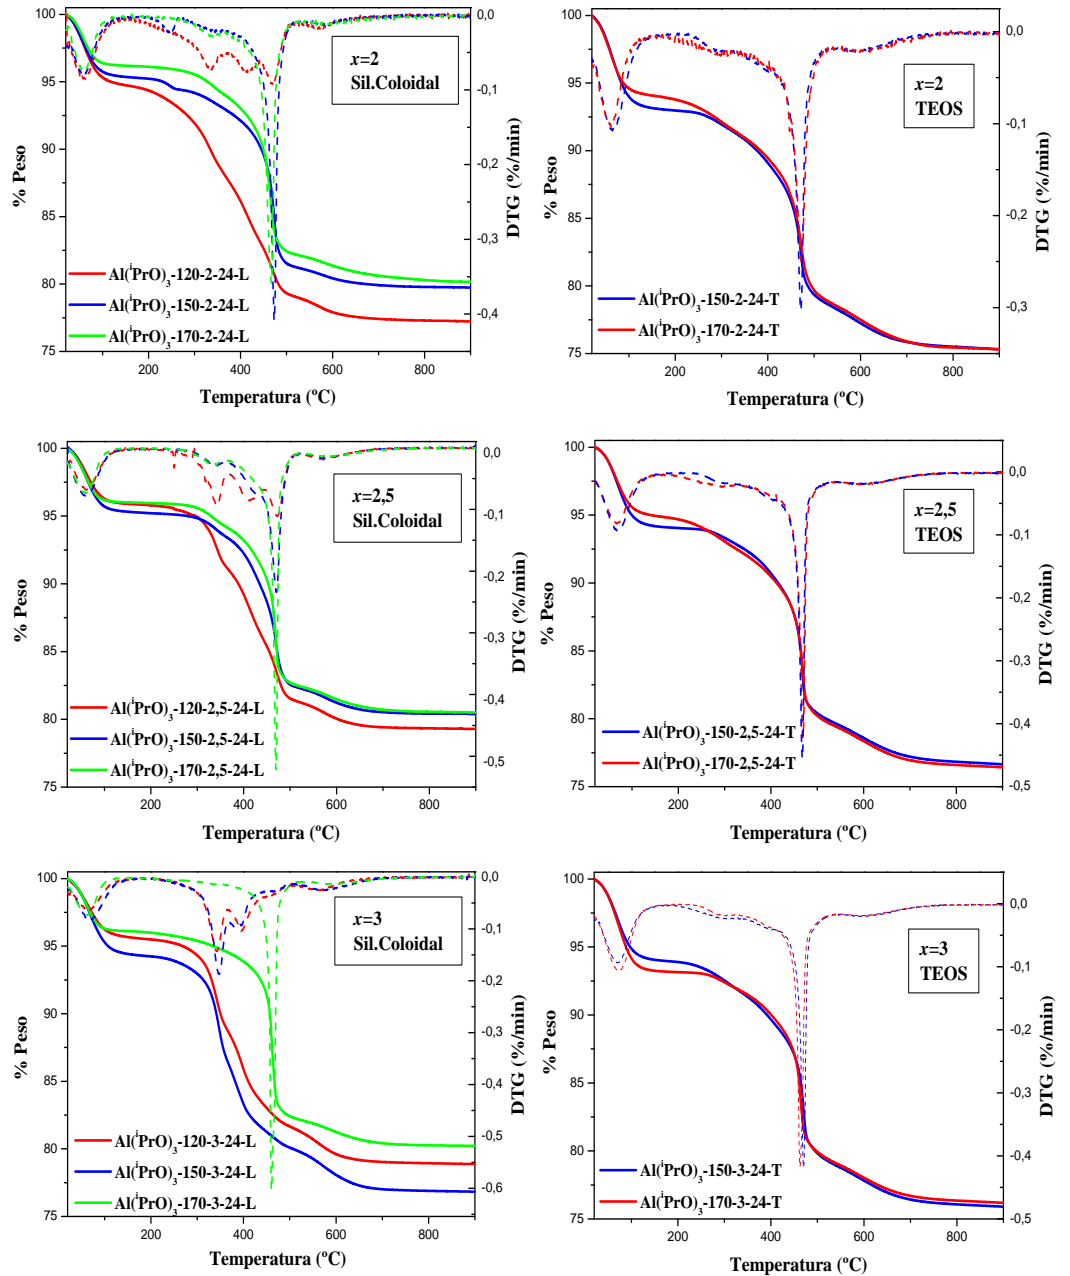 100
95
90
85
80
75
% Peso
0,0
-0,1
-0,2
-0,3
-0,4
DTG (%/min)
x=2
Sil.Coloidal
Al(ⁱPrO)₃-120-2-24-L
Al(ⁱPrO)₃-150-2-24-L
Al(ⁱPrO)₃-170-2-24-L
200 400 600 800
Temperatura (ºC)
100
95
90
85
80
75
% Peso
0,0
-0,1
-0,2
-0,3
DTG (%/min)
x=2
TEOS
Al(ⁱPrO)₃-150-2-24-T
Al(ⁱPrO)₃-170-2-24-T
200 400 600 800
Temperatura (ºC)
100
95
90
85
80
75
% Peso
0,0
-0,1
-0,2
-0,3
-0,4
-0,5
DTG (%/min)
x=2,5
Sil.Coloidal
Al(ⁱPrO)₃-120-2,5-24-L
Al(ⁱPrO)₃-150-2,5-24-L
Al(ⁱPrO)₃-170-2,5-24-L
200 400 600 800
Temperatura (ºC)
100
95
90
85
80
75
% Peso
0,0
-0,1
-0,2
-0,3
-0,4
-0,5
DTG (%/min)
x=2,5
TEOS
Al(ⁱPrO)₃-150-2,5-24-T
Al(ⁱPrO)₃-170-2,5-24-T
200 400 600 800
Temperatura (ºC)
100
95
90
85
80
75
% Peso
0,0
-0,1
-0,2
-0,3
-0,4
-0,5
-0,6
DTG (%/min)
x=3
Sil.Coloidal
Al(ⁱPrO)₃-120-3-24-L
Al(ⁱPrO)₃-150-3-24-L
Al(ⁱPrO)₃-170-3-24-L
200 400 600 800
Temperatura (ºC)
100
95
90
85
80
75
% Peso
0,0
-0,1
-0,2
-0,3
-0,4
-0,5
DTG (%/min)
x=3
TEOS
Al(ⁱPrO)₃-150-3-24-T
Al(ⁱPrO)₃-170-3-24-T
200 400 600 800
Temperatura (ºC)